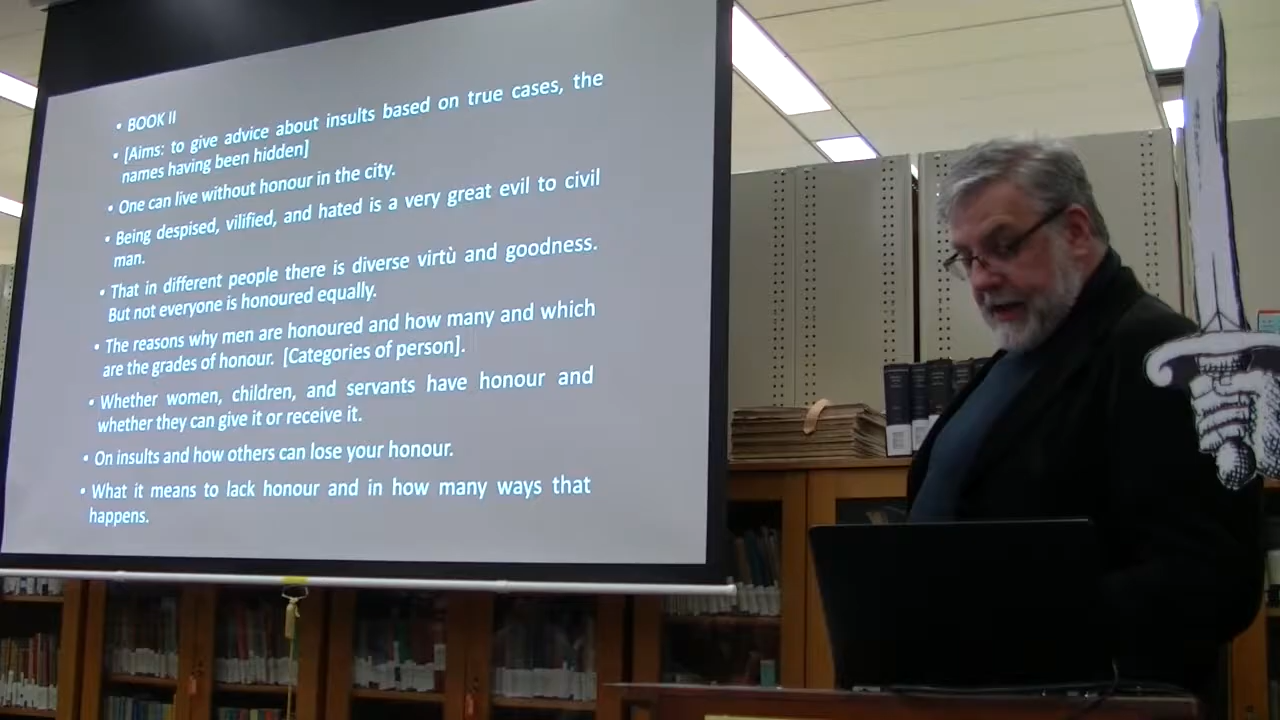 • BOOK II
• [Aims: to give advice about insults based on true cases, the
names having been hidden]
• One can live without honour in the city.
• Being despised, vilified, and hated is a very great evil to civil
man.
• That in different people there is diverse virtù and goodness.
But not everyone is honoured equally.
• The reasons why men are honoured and how many and which
are the grades of honour. [Categories of person].
• Whether women, children, and servants have honour and
whether they can give it or receive it.
• On insults and how others can lose your honour.
• What it means to lack honour and in how many ways that
happens.